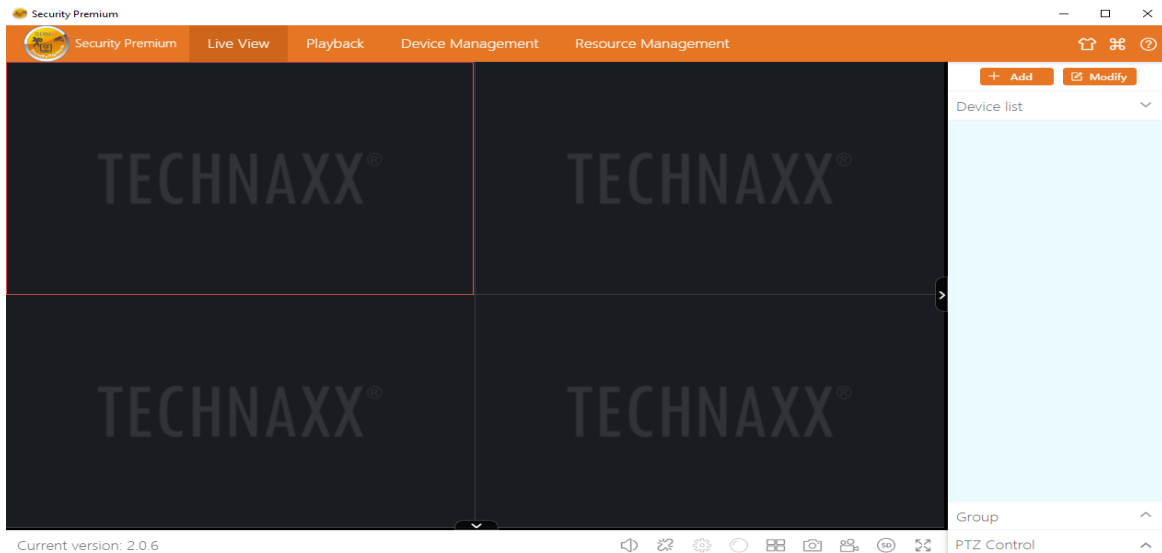 Security Premium
Security Premium Live View Playback Device Management Resource Management
+ Add Modify
Device list
TECHNAXX® TECHNAXX®
TECHNAXX® TECHNAXX®
Group
Current version: 2.0.6 SD PTZ Control